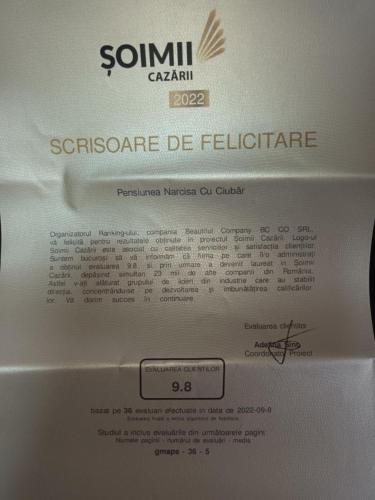 ȘOIMII
CAZĂRII
2022
SCRISOARE DE FELICITARE
Pensiunea Narcisa Cu Ciubăr
Organizatorul Ranking-ului, compania Beautiful Company BC GO SRL,
vă felicită pentru rezultatele obținute în proiectul Șoimii Cazării. Logo-ul
Șoimii Cazării este asociat cu calitatea serviciilor și satisfacția clienților.
Suntem bucuroși să vă informăm că firma pe care îl-o administrați
a obținut evaluarea 9.8 și, prin urmare a devenit laureat în Șoimii
Cazării, depășind simultan 23 mii de alte companii din România.
Astfel v-ați alăturat grupului de lideri din industrie care au stabilit
direcția, concentrându-se pe dezvoltarea și îmbunătățirea calificărilor
lor. Vă dorim succes în continuare.
Evaluarea clienților
Adelina
Coordonator Proiect
EVALUAREA CLIENȚILOR
9.8
bazat pe 36 evaluări efectuate în data de 2022-09-9
Studiul a inclus evaluările din următoarele pagini:
Numele paginii - numărul de evaluări - media
gmaps - 36 - 5